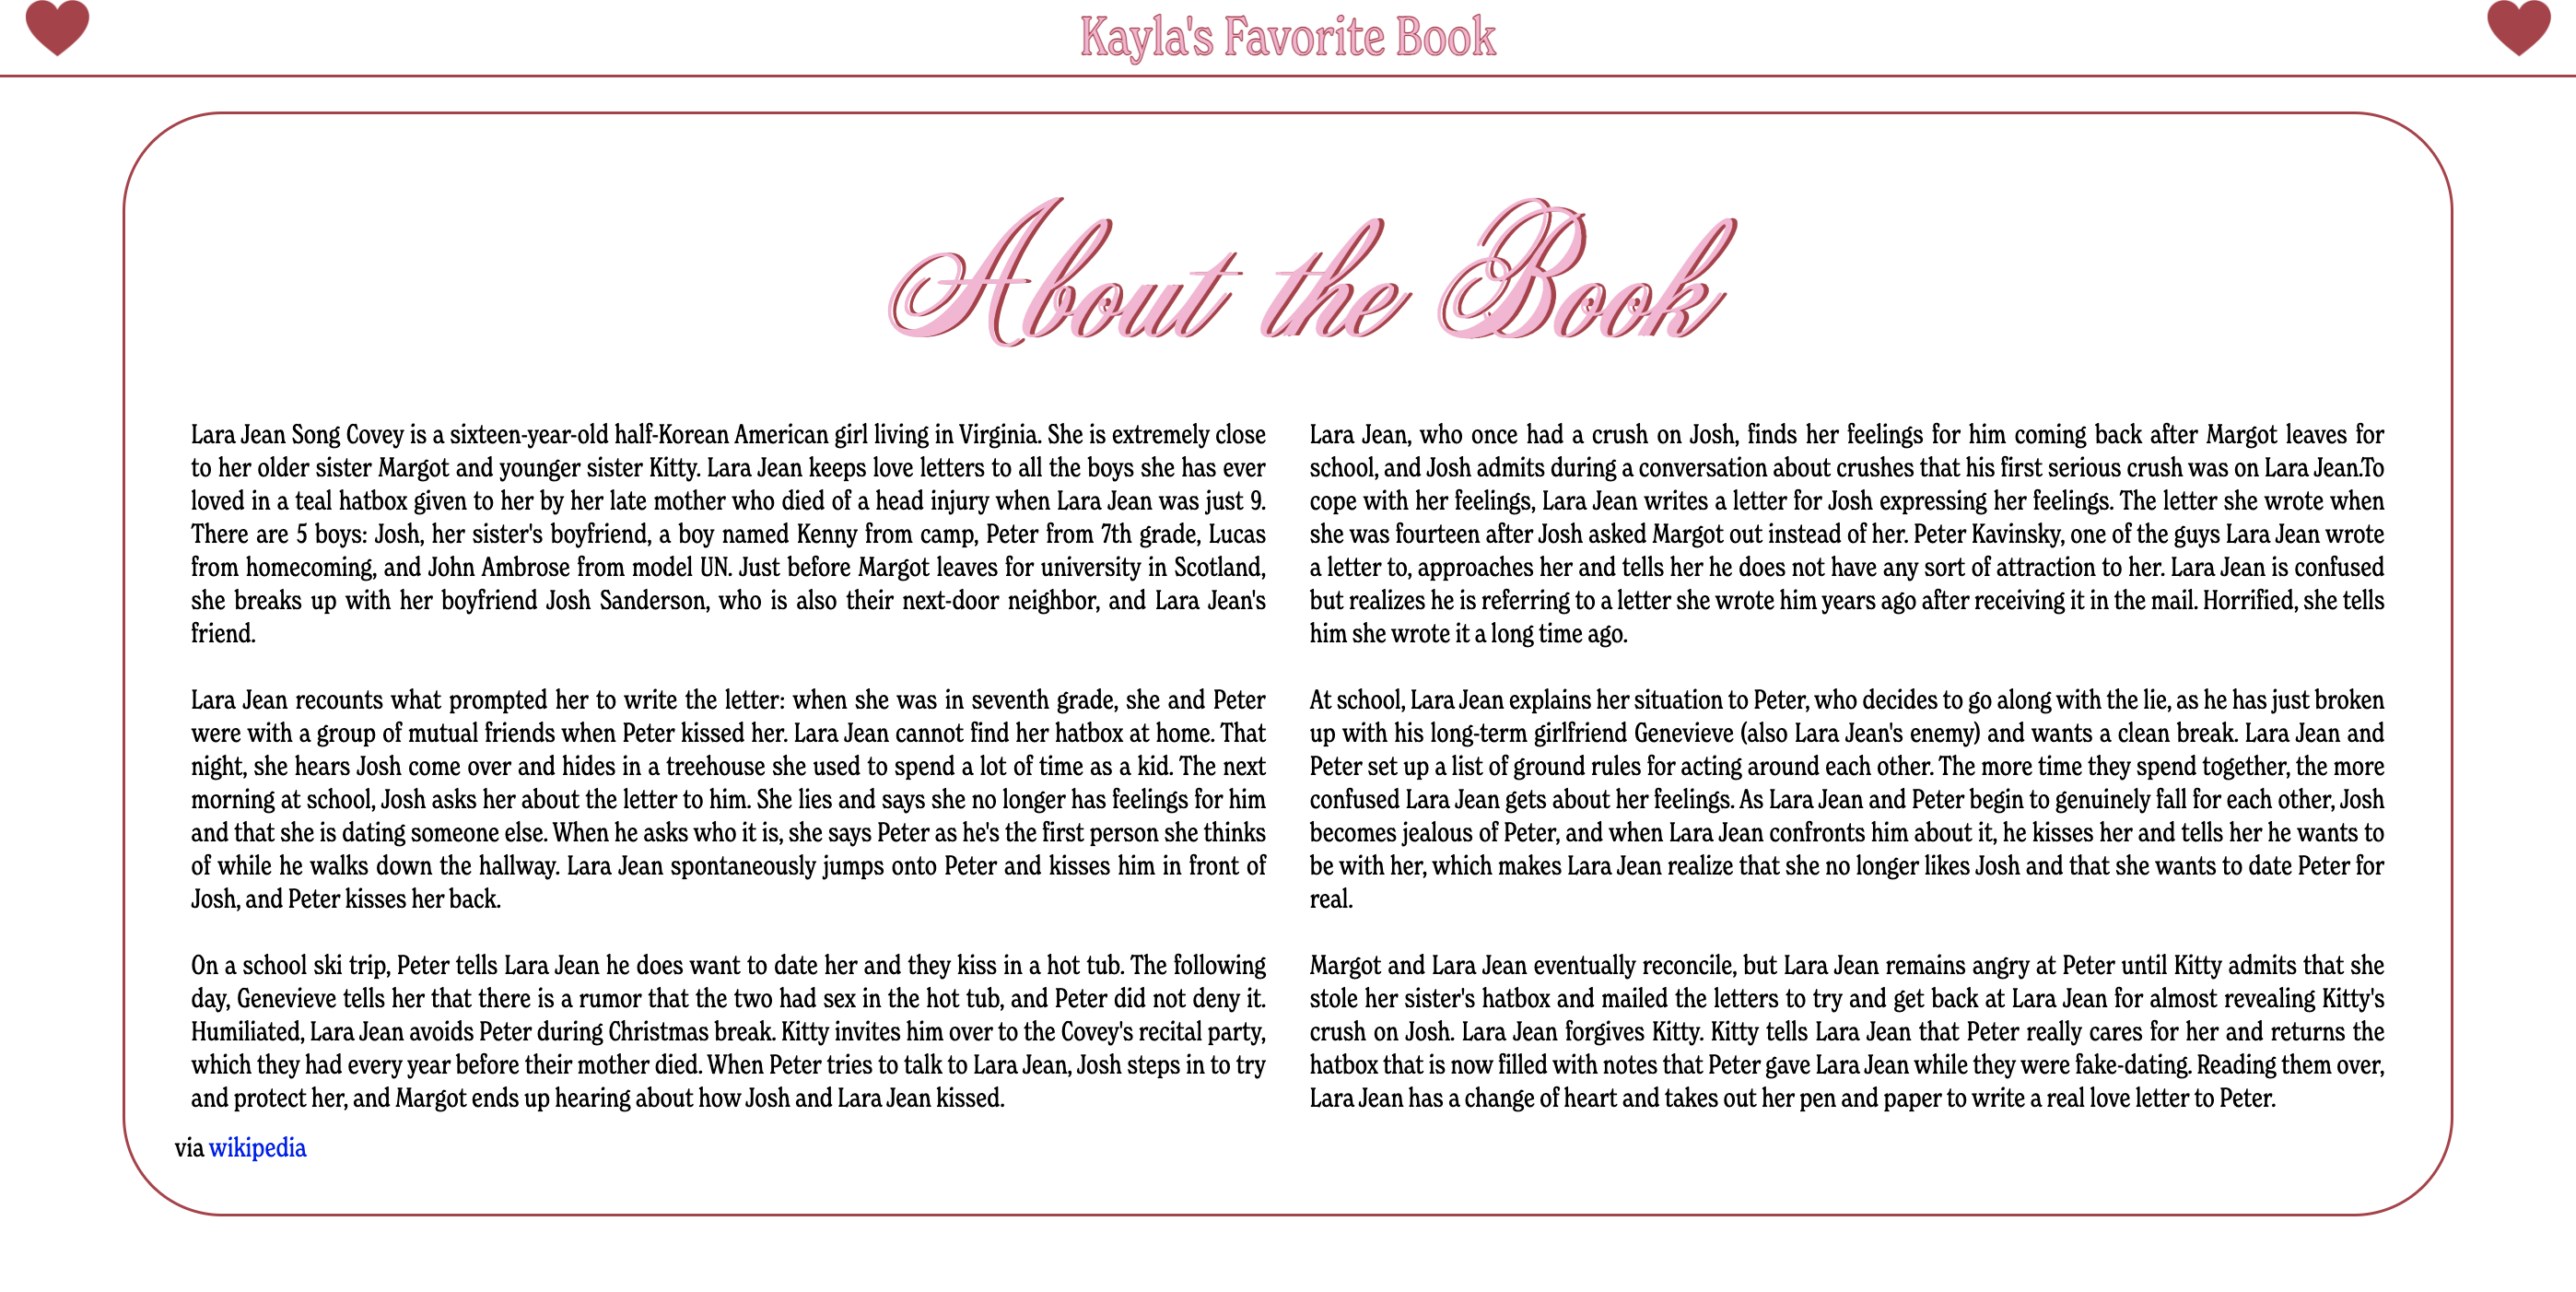 Kayla's Favorite Book
About the Book
Lara Jean Song Covey is a sixteen-year-old half-Korean American girl living in Virginia. She is extremely close
to her older sister Margot and younger sister Kitty. Lara Jean keeps love letters to all the boys she has ever
loved in a teal hatbox given to her by her late mother who died of a head injury when Lara Jean was just 9.
There are 5 boys: Josh, her sister's boyfriend, a boy named Kenny from camp, Peter from 7th grade, Lucas
from homecoming, and John Ambrose from model UN. Just before Margot leaves for university in Scotland,
she breaks up with her boyfriend Josh Sanderson, who is also their next-door neighbor, and Lara Jean's
friend.
Lara Jean, who once had a crush on Josh, finds her feelings for him coming back after Margot leaves for
school, and Josh admits during a conversation about crushes that his first serious crush was on Lara Jean.To
cope with her feelings, Lara Jean writes a letter for Josh expressing her feelings. The letter she wrote when
she was fourteen after Josh asked Margot out instead of her. Peter Kavinsky, one of the guys Lara Jean wrote
a letter to, approaches her and tells her he does not have any sort of attraction to her. Lara Jean is confused
but realizes he is referring to a letter she wrote him years ago after receiving it in the mail. Horrified, she tells
him she wrote it a long time ago.
Lara Jean recounts what prompted her to write the letter: when she was in seventh grade, she and Peter
were with a group of mutual friends when Peter kissed her. Lara Jean cannot find her hatbox at home. That
night, she hears Josh come over and hides in a treehouse she used to spend a lot of time as a kid. The next
morning at school, Josh asks her about the letter to him. She lies and says she no longer has feelings for him
and that she is dating someone else. When he asks who it is, she says Peter as he's the first person she thinks
of while he walks down the hallway. Lara Jean spontaneously jumps onto Peter and kisses him in front of
Josh, and Peter kisses her back.
At school, Lara Jean explains her situation to Peter, who decides to go along with the lie, as he has just broken
up with his long-term girlfriend Genevieve (also Lara Jean's enemy) and wants a clean break. Lara Jean and
Peter set up a list of ground rules for acting around each other. The more time they spend together, the more
confused Lara Jean gets about her feelings. As Lara Jean and Peter begin to genuinely fall for each other, Josh
becomes jealous of Peter, and when Lara Jean confronts him about it, he kisses her and tells her he wants to
be with her, which makes Lara Jean realize that she no longer likes Josh and that she wants to date Peter for
real.
On a school ski trip, Peter tells Lara Jean he does want to date her and they kiss in a hot tub. The following
day, Genevieve tells her that there is a rumor that the two had sex in the hot tub, and Peter did not deny it.
Humiliated, Lara Jean avoids Peter during Christmas break. Kitty invites him over to the Covey's recital party,
which they had every year before their mother died. When Peter tries to talk to Lara Jean, Josh steps in to try
and protect her, and Margot ends up hearing about how Josh and Lara Jean kissed.
Margot and Lara Jean eventually reconcile, but Lara Jean remains angry at Peter until Kitty admits that she
stole her sister's hatbox and mailed the letters to try and get back at Lara Jean for almost revealing Kitty's
crush on Josh. Lara Jean forgives Kitty. Kitty tells Lara Jean that Peter really cares for her and returns the
hatbox that is now filled with notes that Peter gave Lara Jean while they were fake-dating. Reading them over,
Lara Jean has a change of heart and takes out her pen and paper to write a real love letter to Peter.
via wikipedia